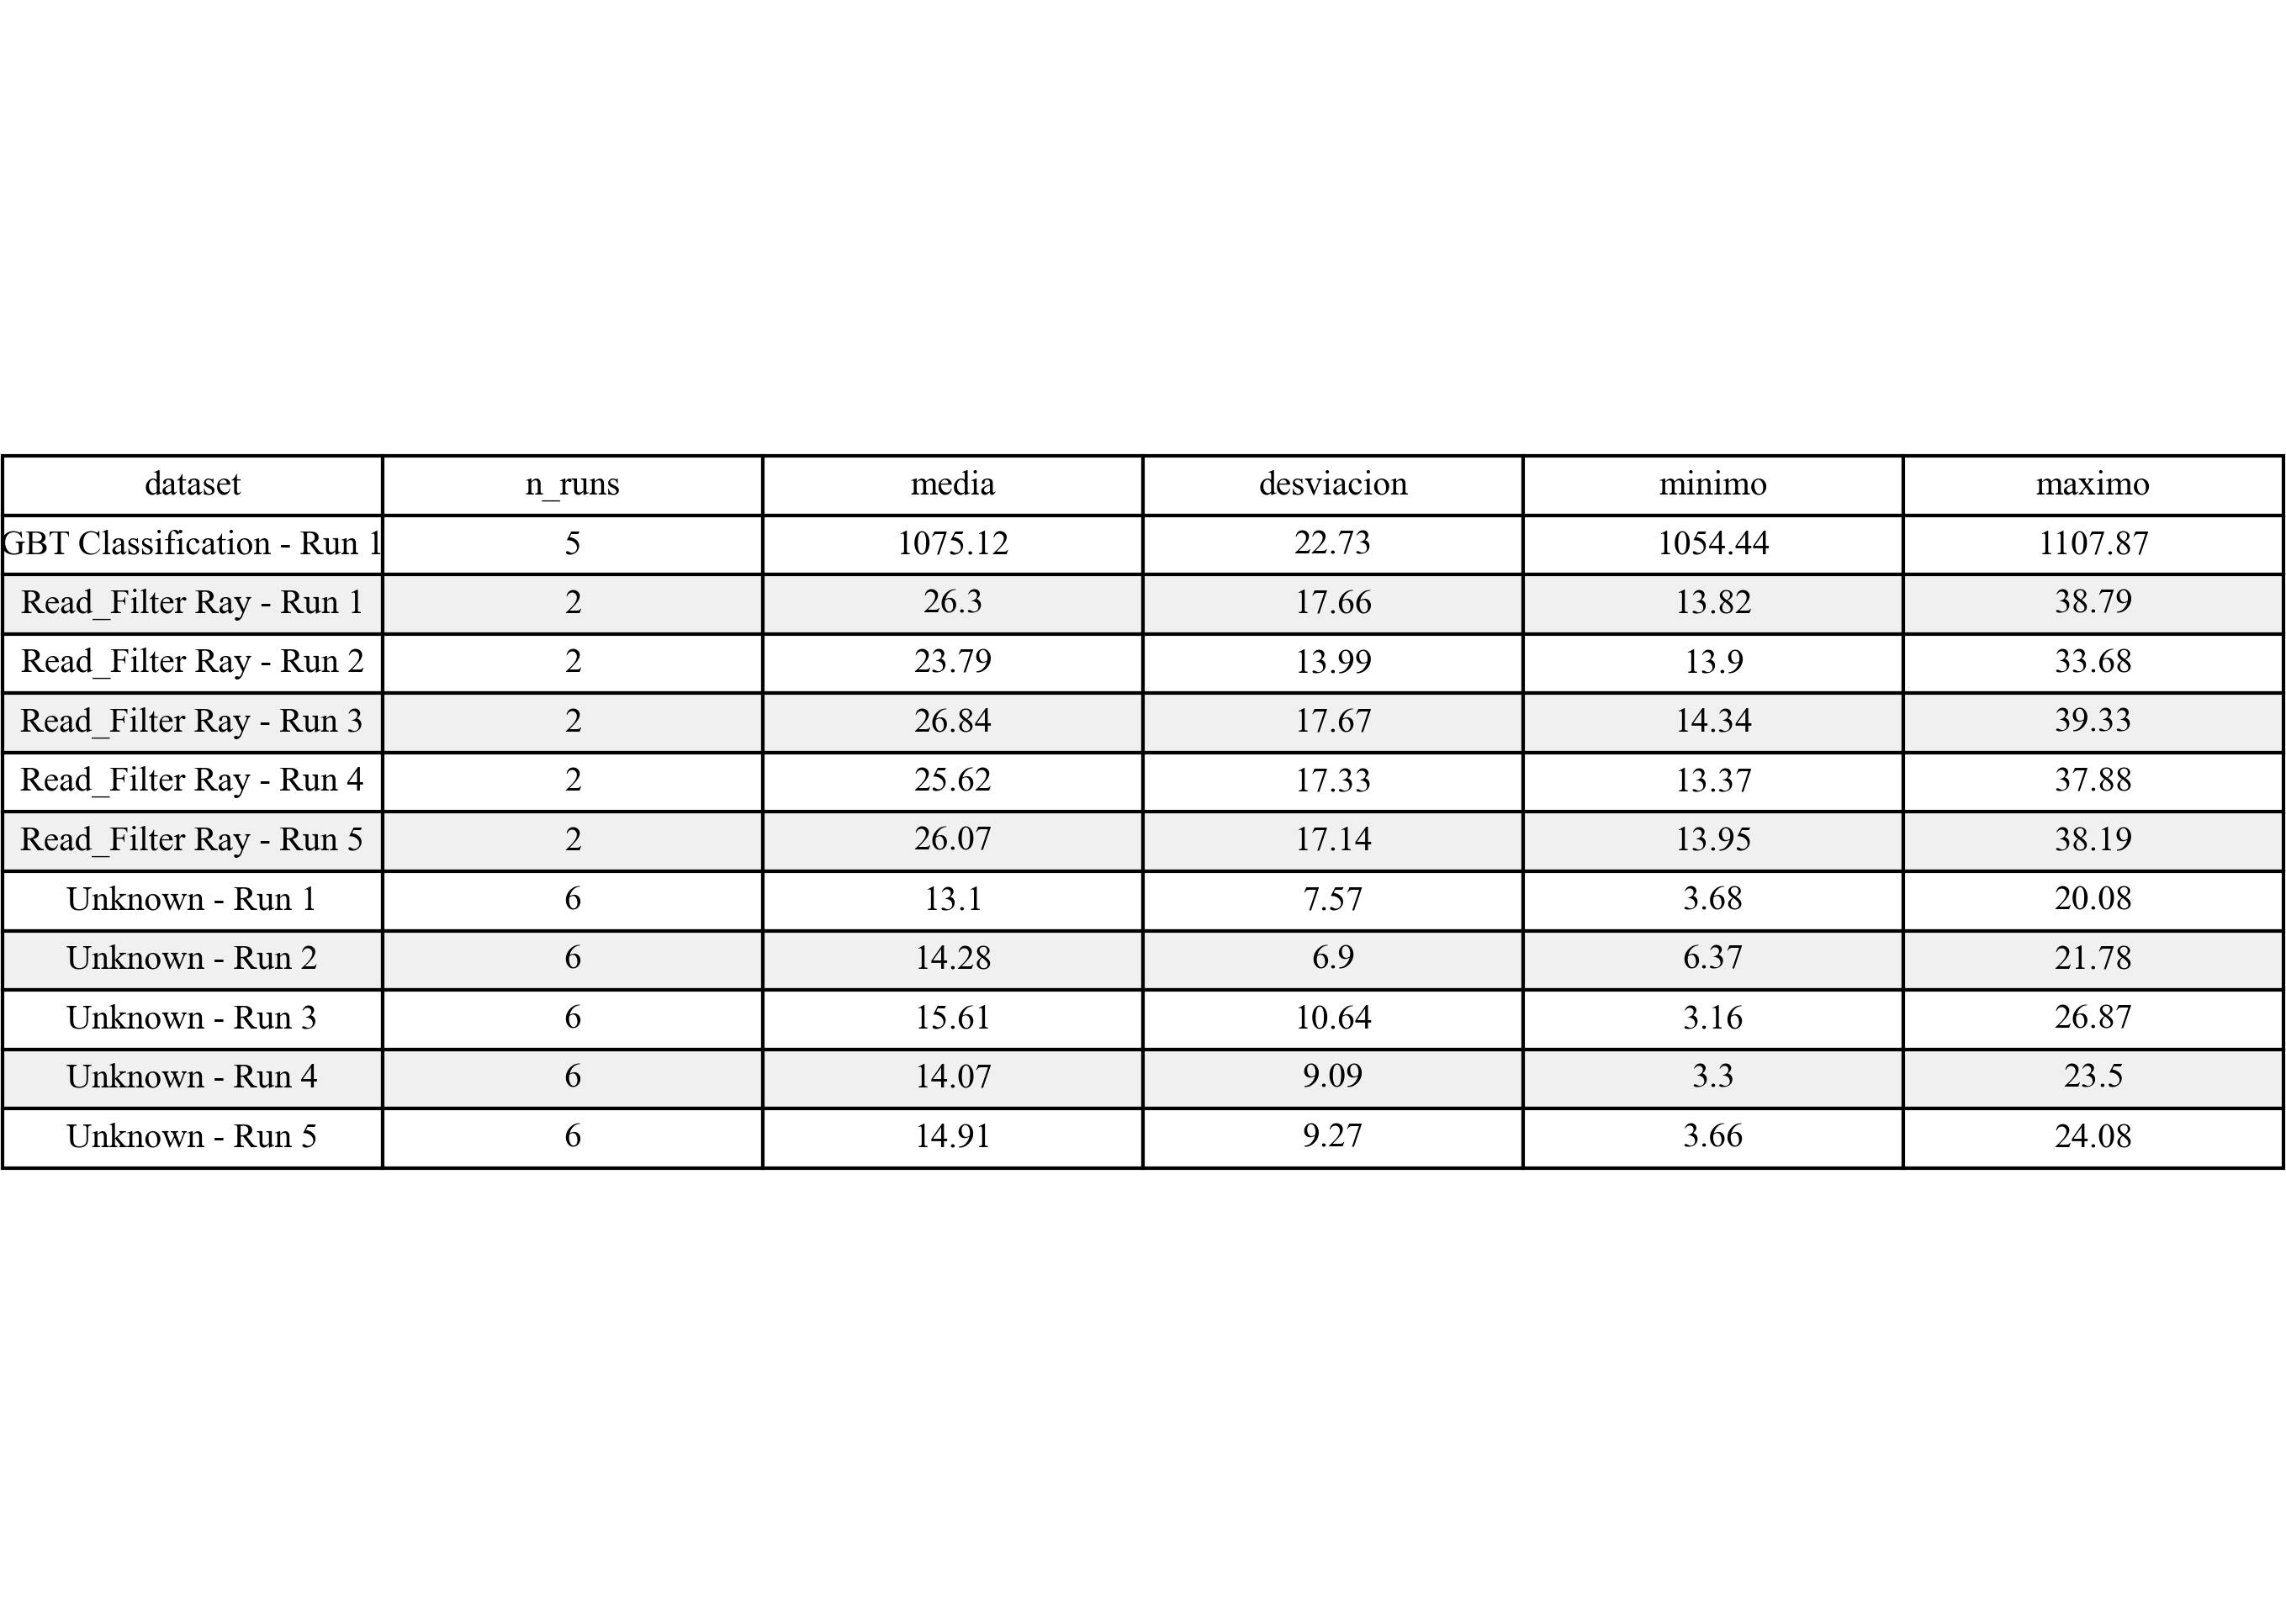 dataset n_runs media desviacion minimo maximo
GBT Classification - Run 1 5 1075.12 22.73 1054.44 1107.87
Read_Filter Ray - Run 1 2 26.3 17.66 13.82 38.79
Read_Filter Ray - Run 2 2 23.79 13.99 13.9 33.68
Read_Filter Ray - Run 3 2 26.84 17.67 14.34 39.33
Read_Filter Ray - Run 4 2 25.62 17.33 13.37 37.88
Read_Filter Ray - Run 5 2 26.07 17.14 13.95 38.19
Unknown - Run 1 6 13.1 7.57 3.68 20.08
Unknown - Run 2 6 14.28 6.9 6.37 21.78
Unknown - Run 3 6 15.61 10.64 3.16 26.87
Unknown - Run 4 6 14.07 9.09 3.3 23.5
Unknown - Run 5 6 14.91 9.27 3.66 24.08